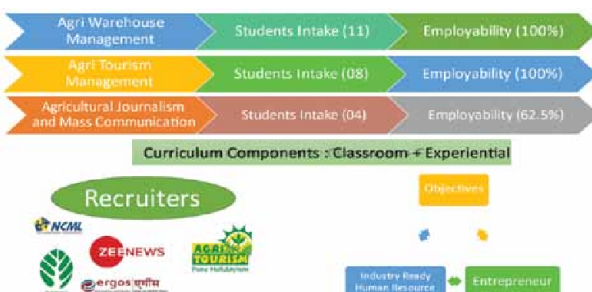 Agri Warehouse
Management
Students Intake (11)
Employability (100%)
Agri Tourism
Management
Students Intake (08)
Employability (100%)
Agricultural Journalism
and Mass Communication
Students Intake (04)
Employability (62.5%)
Curriculum Components : Classroom + Experiential
Recruiters
Objectives
NCML
ZEE NEWS
AGRI
TOURISM
ergos एर्गोस
Industry Ready
Human Resource
Entrepreneur